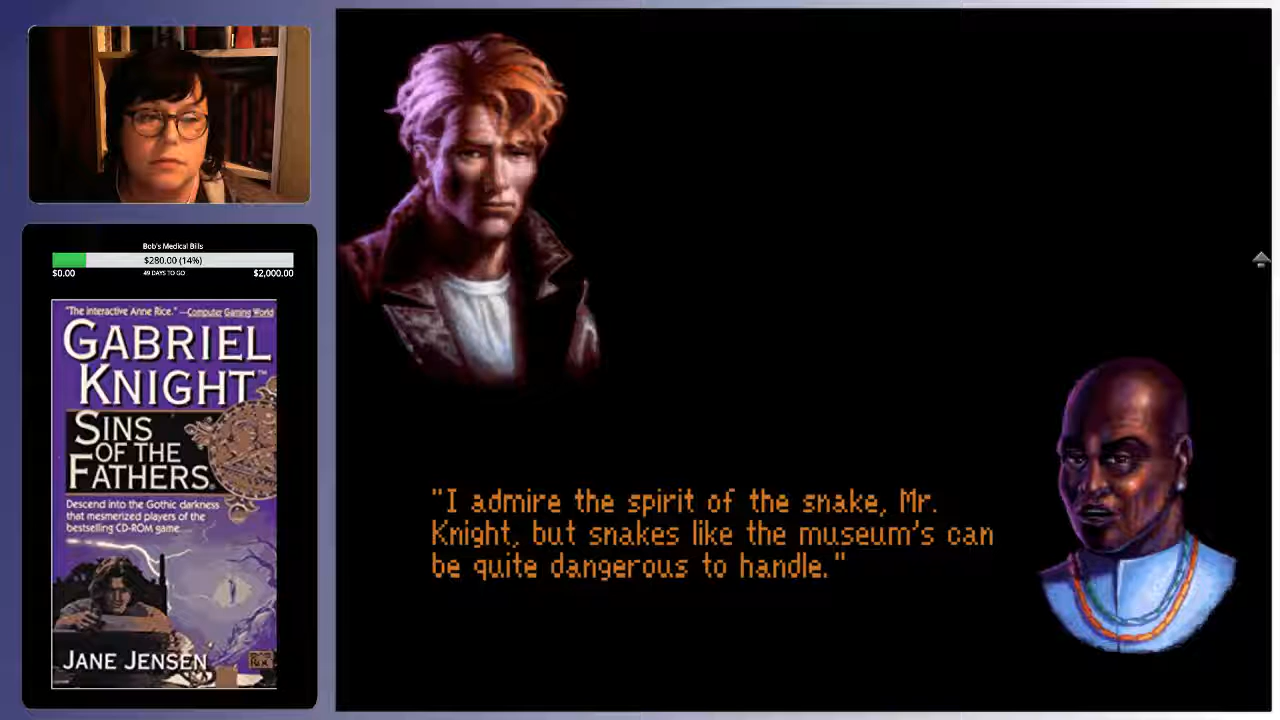 Bob's Medical Bills
$280.00 (14%)
$0.00
49 DAYS TO GO
$2,000.00
"The interactive Anne Rice." —Computer Gaming World
GABRIEL
KNIGHT™
SINS
OF THE
FATHERS®
Descend into the Gothic darkness
that mesmerized players of the
bestselling CD-ROM game....
JANE JENSEN
ROC
"I admire the spirit of the snake, Mr.
Knight, but snakes like the museum's can
be quite dangerous to handle."